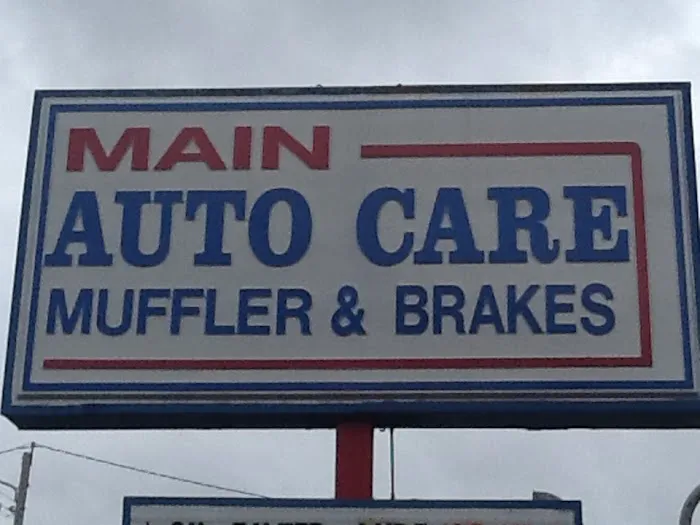 MAIN
AUTO CARE
MUFFLER & BRAKES